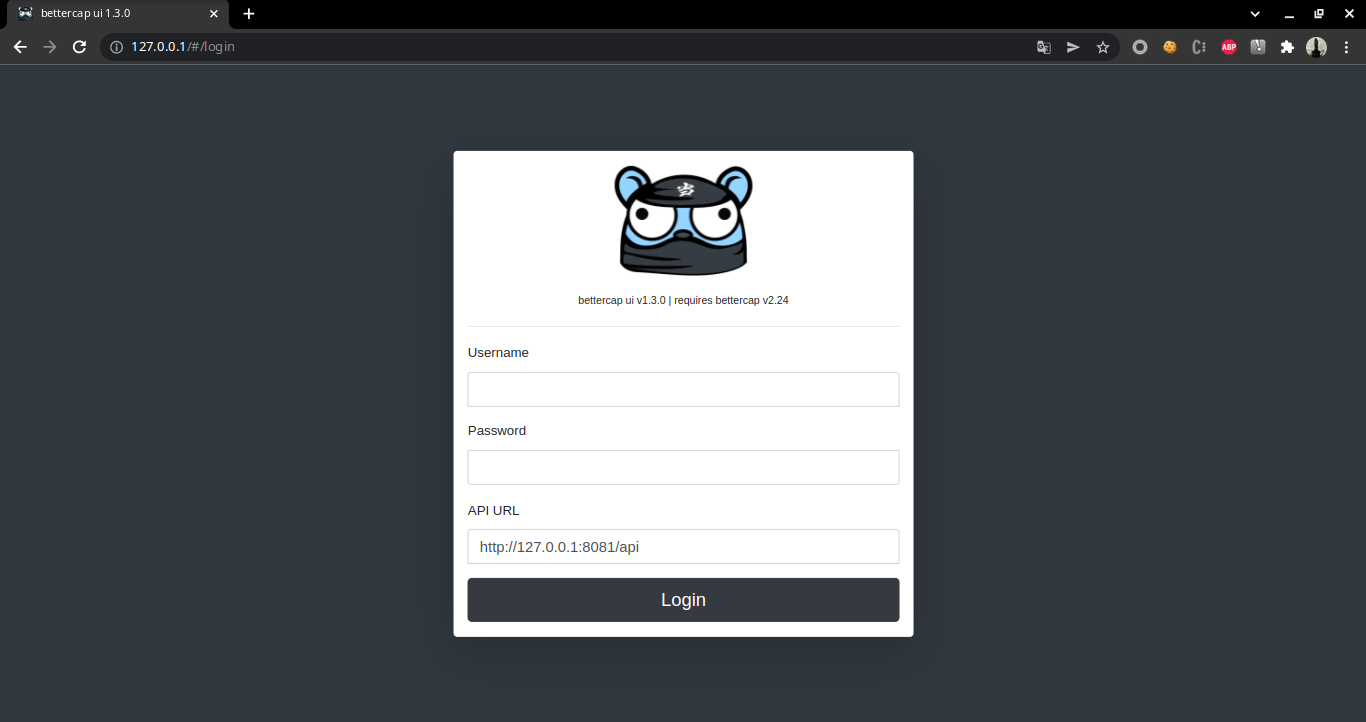 bettercap ui 1.3.0
127.0.0.1/#/login
ABP
bettercap ui v1.3.0 | requires bettercap v2.24
Username
Password
API URL
http://127.0.0.1:8081/api
Login